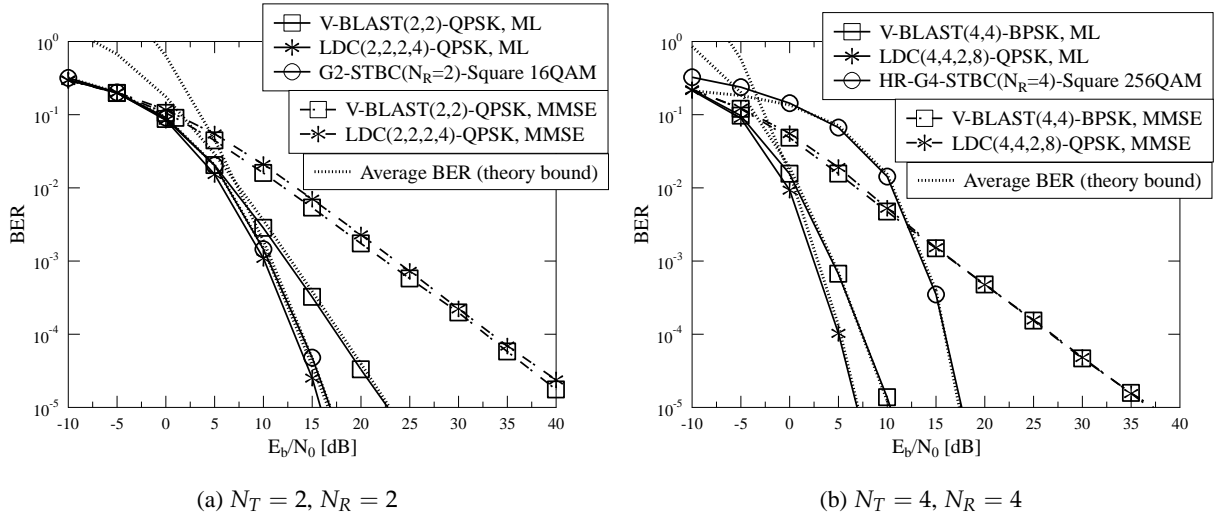 V-BLAST(2,2)-QPSK, ML
LDC(2,2,2,4)-QPSK, ML
G2-STBC(N_R=2)-Square 16QAM
V-BLAST(2,2)-QPSK, MMSE
LDC(2,2,2,4)-QPSK, MMSE
Average BER (theory bound)
10^0
10^-1
10^-2
10^-3
10^-4
10^-5
BER
-10 -5 0 5 10 15 20 25 30 35 40
E_b/N_0 [dB]
(a) N_T = 2, N_R = 2
V-BLAST(4,4)-BPSK, ML
LDC(4,4,2,8)-QPSK, ML
HR-G4-STBC(N_R=4)-Square 256QAM
V-BLAST(4,4)-BPSK, MMSE
LDC(4,4,2,8)-QPSK, MMSE
Average BER (theory bound)
10^0
10^-1
10^-2
10^-3
10^-4
10^-5
BER
-10 -5 0 5 10 15 20 25 30 35 40
E_b/N_0 [dB]
(b) N_T = 4, N_R = 4